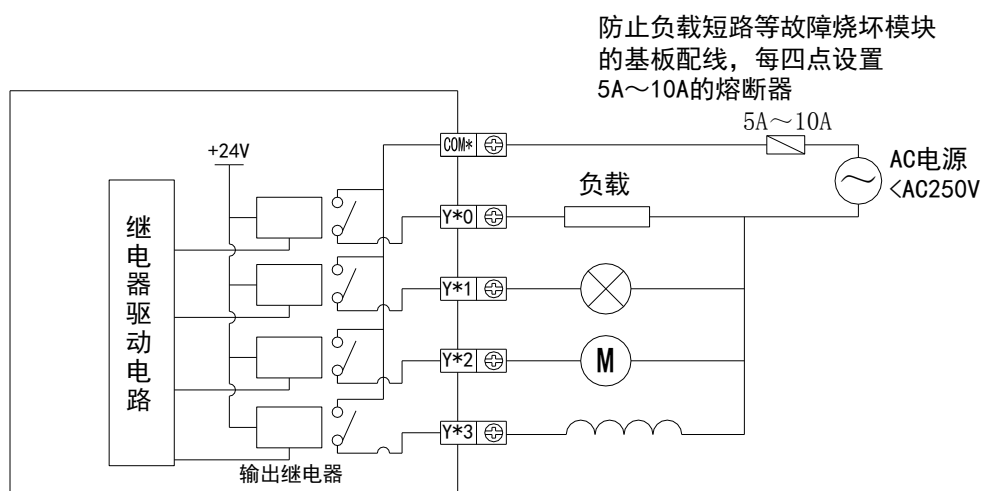 防止负载短路等故障烧坏模块
的基板配线，每四点设置
5A～10A的熔断器
5A～10A
COM*
+24V
AC电源
<AC250V
负载
Y*0
继电器驱动电路
Y*1
Y*2
M
Y*3
输出继电器